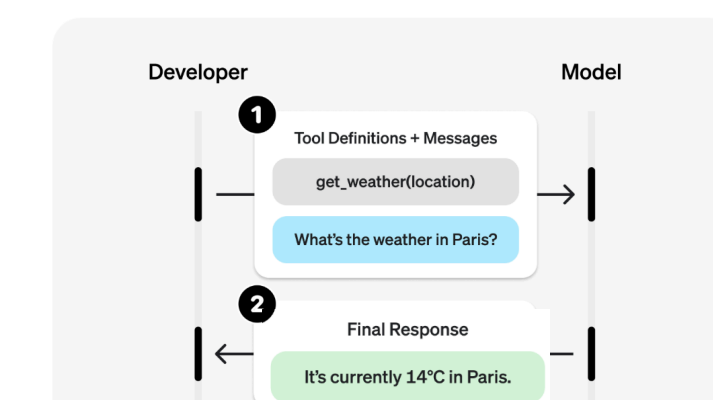 Developer
Model
1
Tool Definitions + Messages
get_weather(location)
What's the weather in Paris?
2
Final Response
It's currently 14°C in Paris.